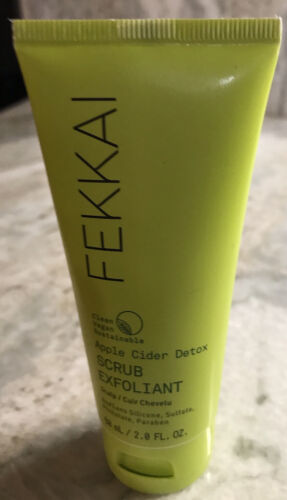 FEKKAI
Clean
Vegan
Sustainable
Apple Cider Detox
SCRUB
EXFOLIANT
Scalp / Cuir Chevelu
Silicone, Sulfate,
Paraben
mL / 2.0 FL. OZ.